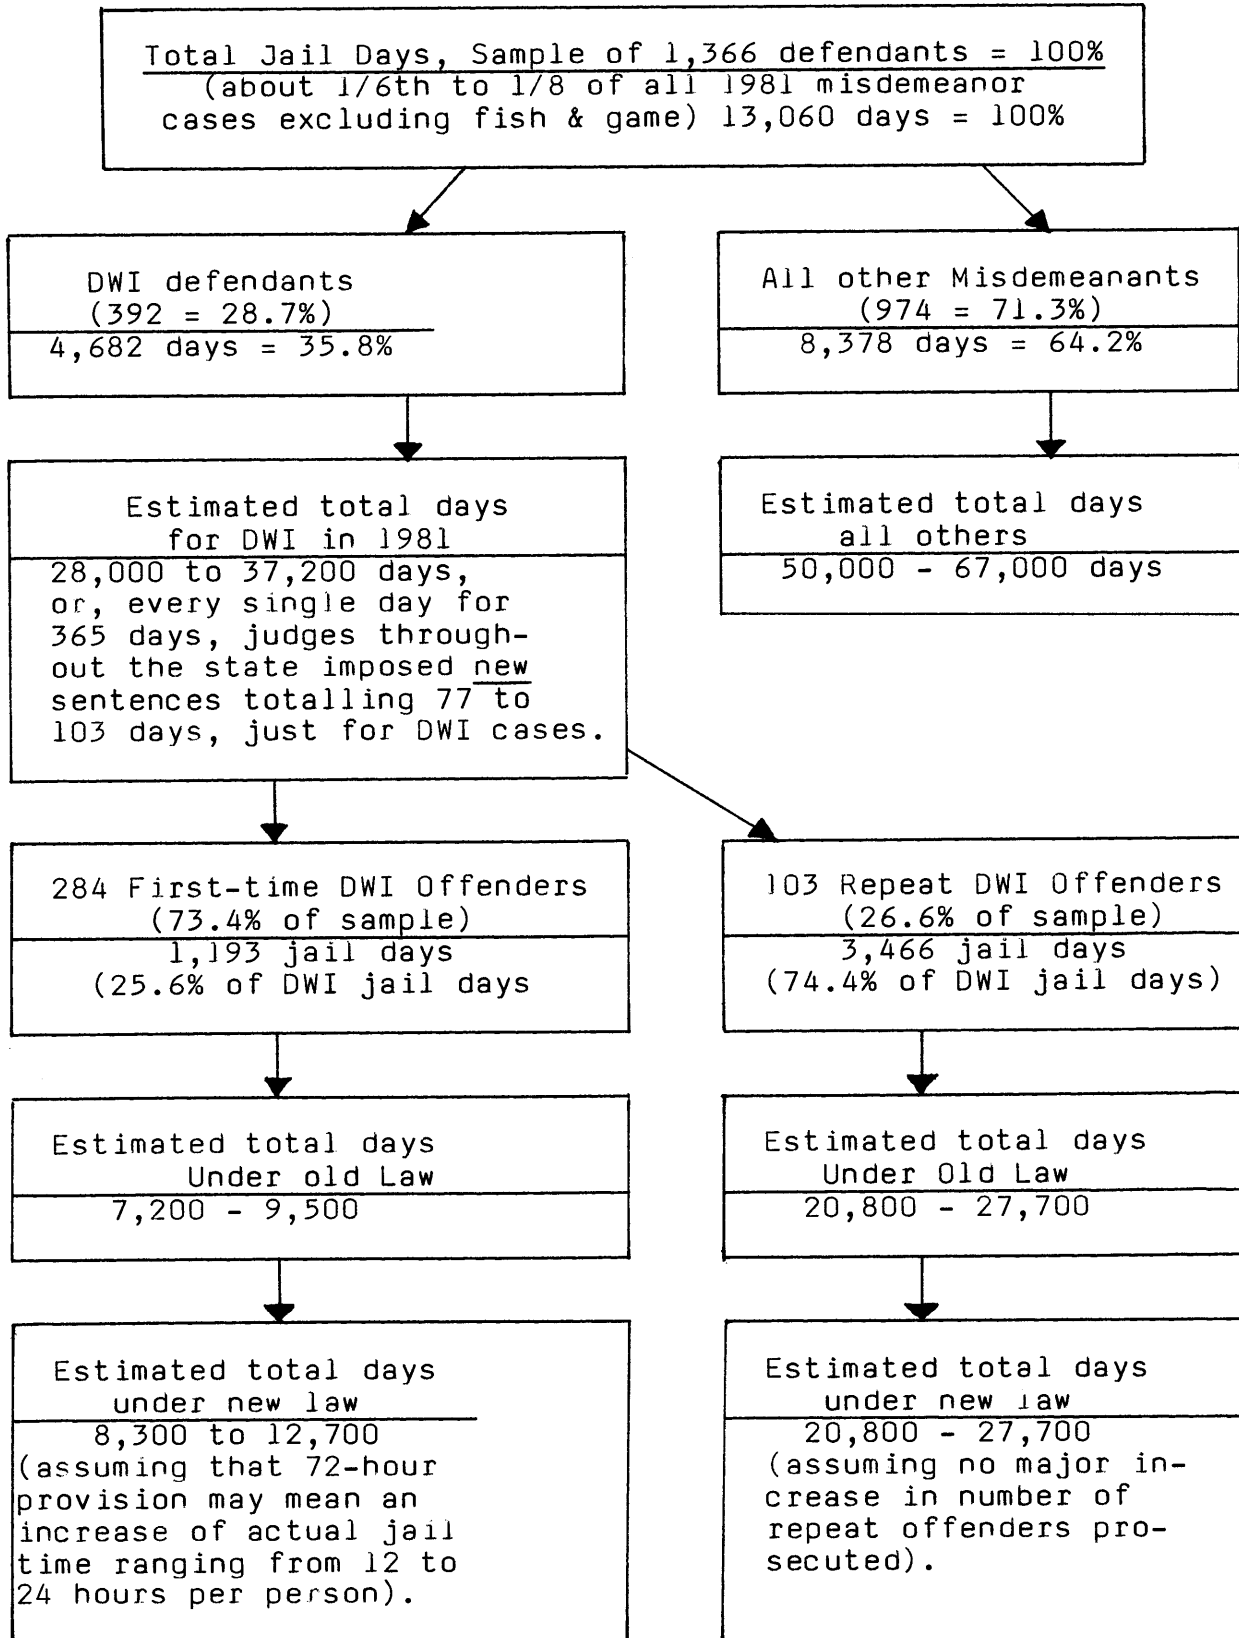 Total Jail Days, Sample of 1,366 defendants = 100%
(about 1/6th to 1/8 of all 1981 misdemeanor
cases excluding fish & game) 13,060 days = 100%
DWI defendants
(392 = 28.7%)
4,682 days = 35.8%
All other Misdemeanants
(974 = 71.3%)
8,378 days = 64.2%
Estimated total days
for DWI in 1981
28,000 to 37,200 days,
or, every single day for
365 days, judges through-
out the state imposed new
sentences totalling 77 to
103 days, just for DWI cases.
Estimated total days
all others
50,000 - 67,000 days
284 First-time DWI Offenders
(73.4% of sample)
1,193 jail days
(25.6% of DWI jail days
103 Repeat DWI Offenders
(26.6% of sample)
3,466 jail days
(74.4% of DWI jail days)
Estimated total days
Under old Law
7,200 - 9,500
Estimated total days
Under Old Law
20,800 - 27,700
Estimated total days
under new law
8,300 to 12,700
(assuming that 72-hour
provision may mean an
increase of actual jail
time ranging from 12 to
24 hours per person).
Estimated total days
under new law
20,800 - 27,700
(assuming no major in-
crease in number of
repeat offenders pro-
secuted).